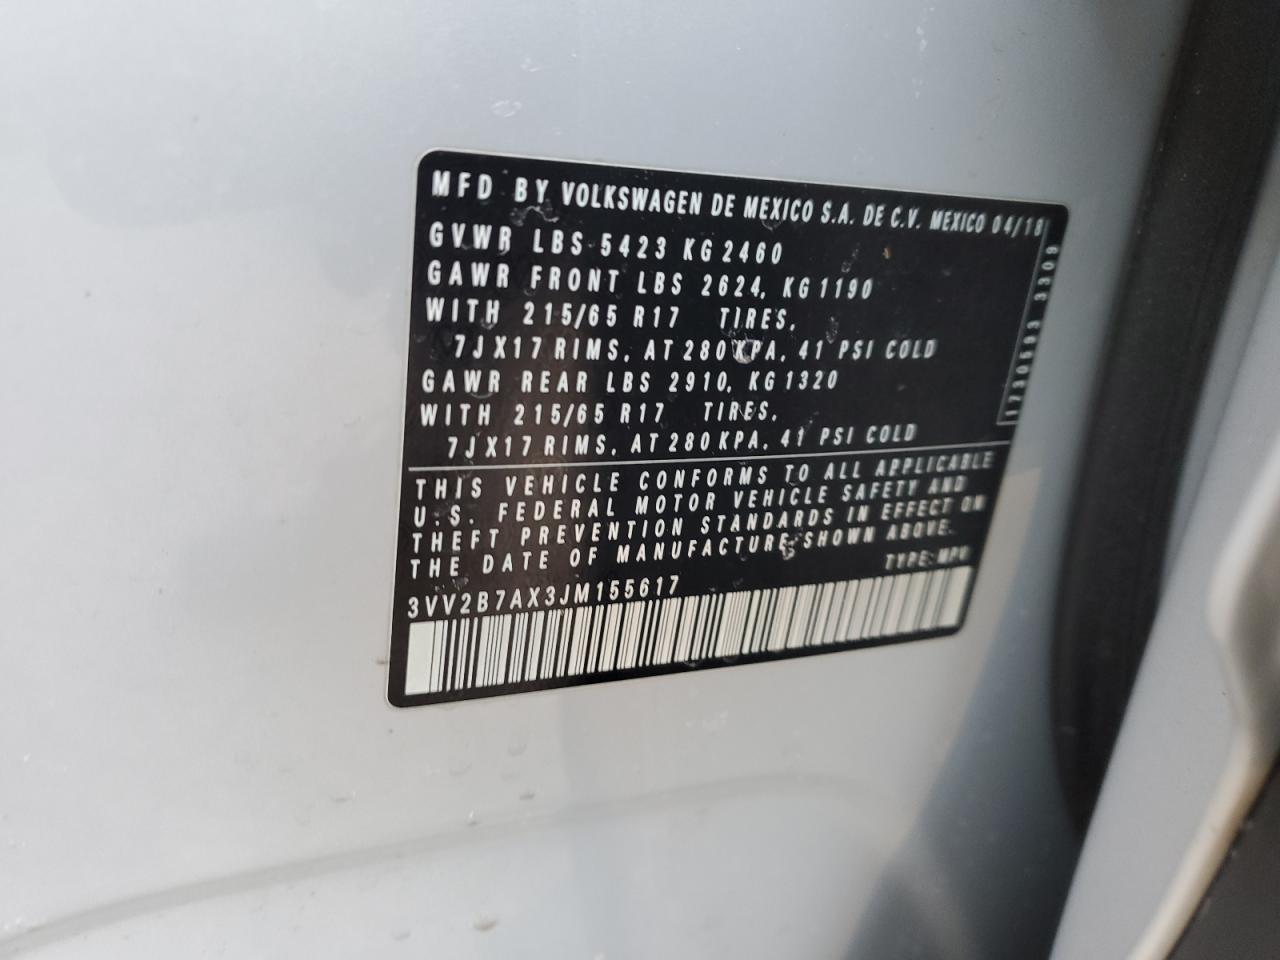 MFD BY VOLKSWAGEN DE MEXICO S.A. DE C.V. MEXICO 04/18
GVWR LBS 5423 KG 2460
GAWR FRONT LBS 2624, KG 1190
WITH 215/65 R17 TIRES,
7J X17 RIMS, AT 280 KPA, 41 PSI COLD
GAWR REAR LBS 2910, KG 1320
WITH 215/65 R17 TIRES,
7J X17 RIMS, AT 280 KPA, 41 PSI COLD
THIS VEHICLE CONFORMS TO ALL APPLICABLE
U.S. FEDERAL MOTOR VEHICLE SAFETY AND
THEFT PREVENTION STANDARDS IN EFFECT ON
THE DATE OF MANUFACTURE SHOWN ABOVE.
TYPE: MPV
3VV2B7AX3JM155617